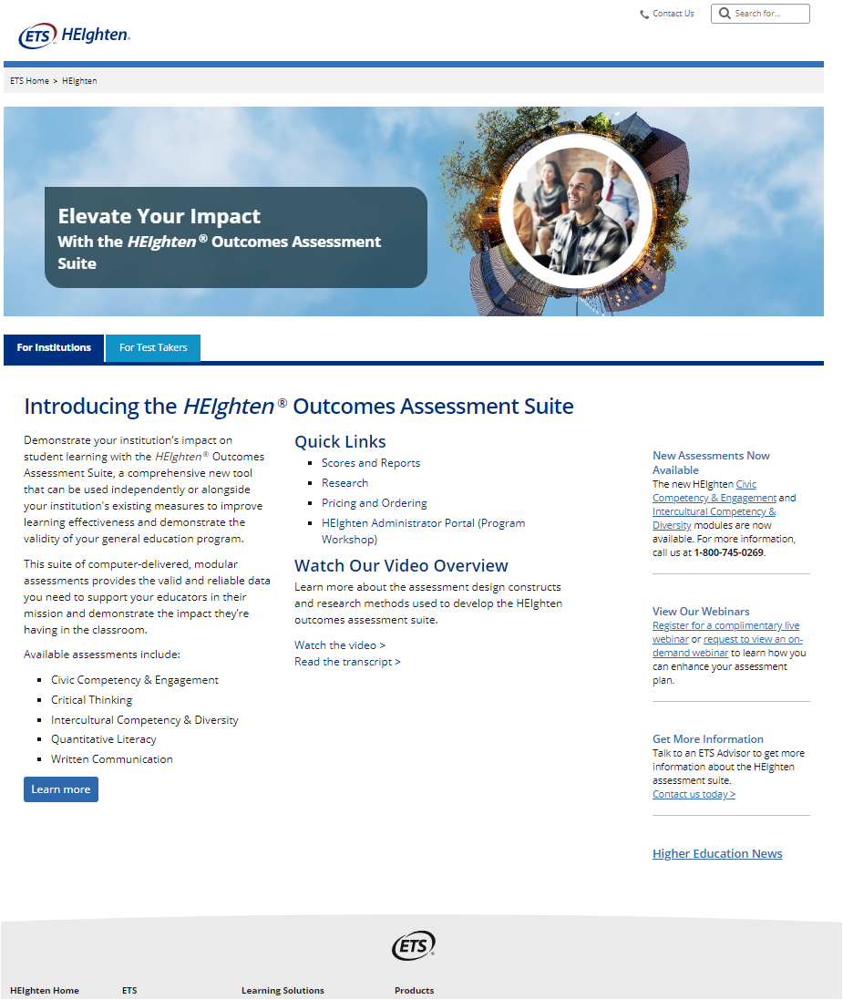 Contact Us
Search for...
ETS® HEIghten®
ETS Home > HEIghten
Elevate Your Impact
With the HEIghten® Outcomes Assessment
Suite
For Institutions
For Test Takers
Introducing the HEIghten® Outcomes Assessment Suite
Demonstrate your institution's impact on
student learning with the HEIghten® Outcomes
Assessment Suite, a comprehensive new tool
that can be used independently or alongside
your institution's existing measures to improve
learning effectiveness and demonstrate the
validity of your general education program.
This suite of computer-delivered, modular
assessments provides the valid and reliable data
you need to support your educators in their
mission and demonstrate the impact they're
having in the classroom.
Available assessments include:
Civic Competency & Engagement
Critical Thinking
Intercultural Competency & Diversity
Quantitative Literacy
Written Communication
Learn more
Quick Links
Scores and Reports
Research
Pricing and Ordering
HEIghten Administrator Portal (Program
Workshop)
Watch Our Video Overview
Learn more about the assessment design constructs
and research methods used to develop the HEIghten
outcomes assessment suite.
Watch the video >
Read the transcript >
New Assessments Now
Available
The new HEIghten Civic
Competency & Engagement and
Intercultural Competency &
Diversity modules are now
available. For more information,
call us at 1-800-745-0269.
View Our Webinars
Register for a complimentary live
webinar or request to view an on-
demand webinar to learn how you
can enhance your assessment
plan.
Get More Information
Talk to an ETS Advisor to get more
information about the HEIghten
assessment suite.
Contact us today >
Higher Education News
ETS®
HEIghten Home
ETS
Learning Solutions
Products